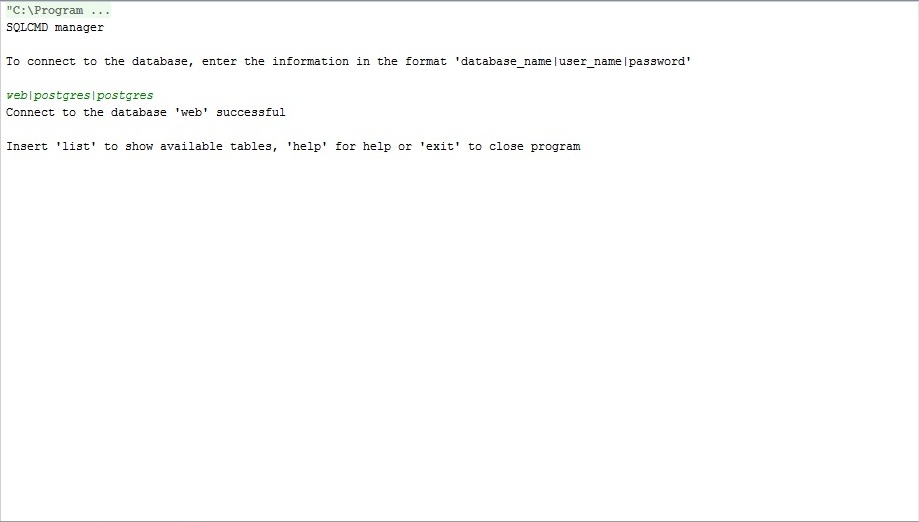 "C:\Program ...
SQLCMD manager
To connect to the database, enter the information in the format 'database_name|user_name|password'
web|postgres|postgres
Connect to the database 'web' successful
Insert 'list' to show available tables, 'help' for help or 'exit' to close program